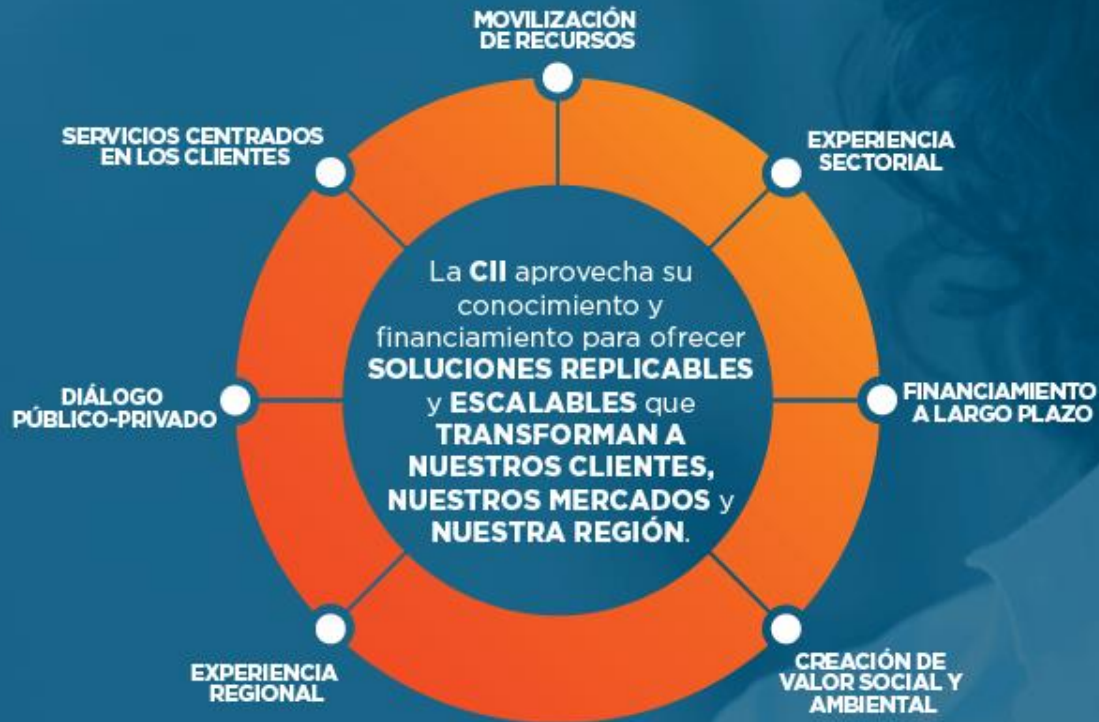 MOVILIZACIÓN
DE RECURSOS
SERVICIOS CENTRADOS
EN LOS CLIENTES
EXPERIENCIA
SECTORIAL
La CII aprovecha su
conocimiento y
financiamiento para ofrecer
SOLUCIONES REPLICABLES
y ESCALABLES que
TRANSFORMAN A
NUESTROS CLIENTES,
NUESTROS MERCADOS y
NUESTRA REGIÓN.
DIÁLOGO
PÚBLICO-PRIVADO
FINANCIAMIENTO
A LARGO PLAZO
EXPERIENCIA
REGIONAL
CREACIÓN DE
VALOR SOCIAL Y
AMBIENTAL